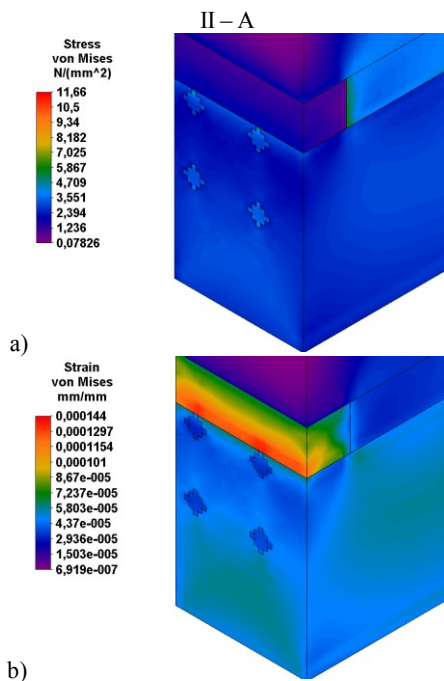 II – A
Stress
von Mises
N/(mm^2)
11,66
10,5
9,34
8,182
7,025
5,867
4,709
3,551
2,394
1,236
0,07826
a)
Strain
von Mises
mm/mm
0,000144
0,0001297
0,0001154
0,000101
8,67e-005
7,237e-005
5,803e-005
4,37e-005
2,936e-005
1,503e-005
6,919e-007
b)